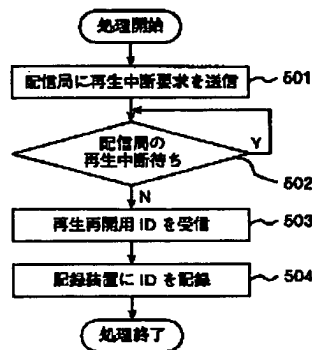 処理開始
配信局に再生中断要求を送信
501
配信局の
再生中断待ち
Y
502
N
再生再開用 ID を受信
503
記録装置に ID を記録
504
処理終了